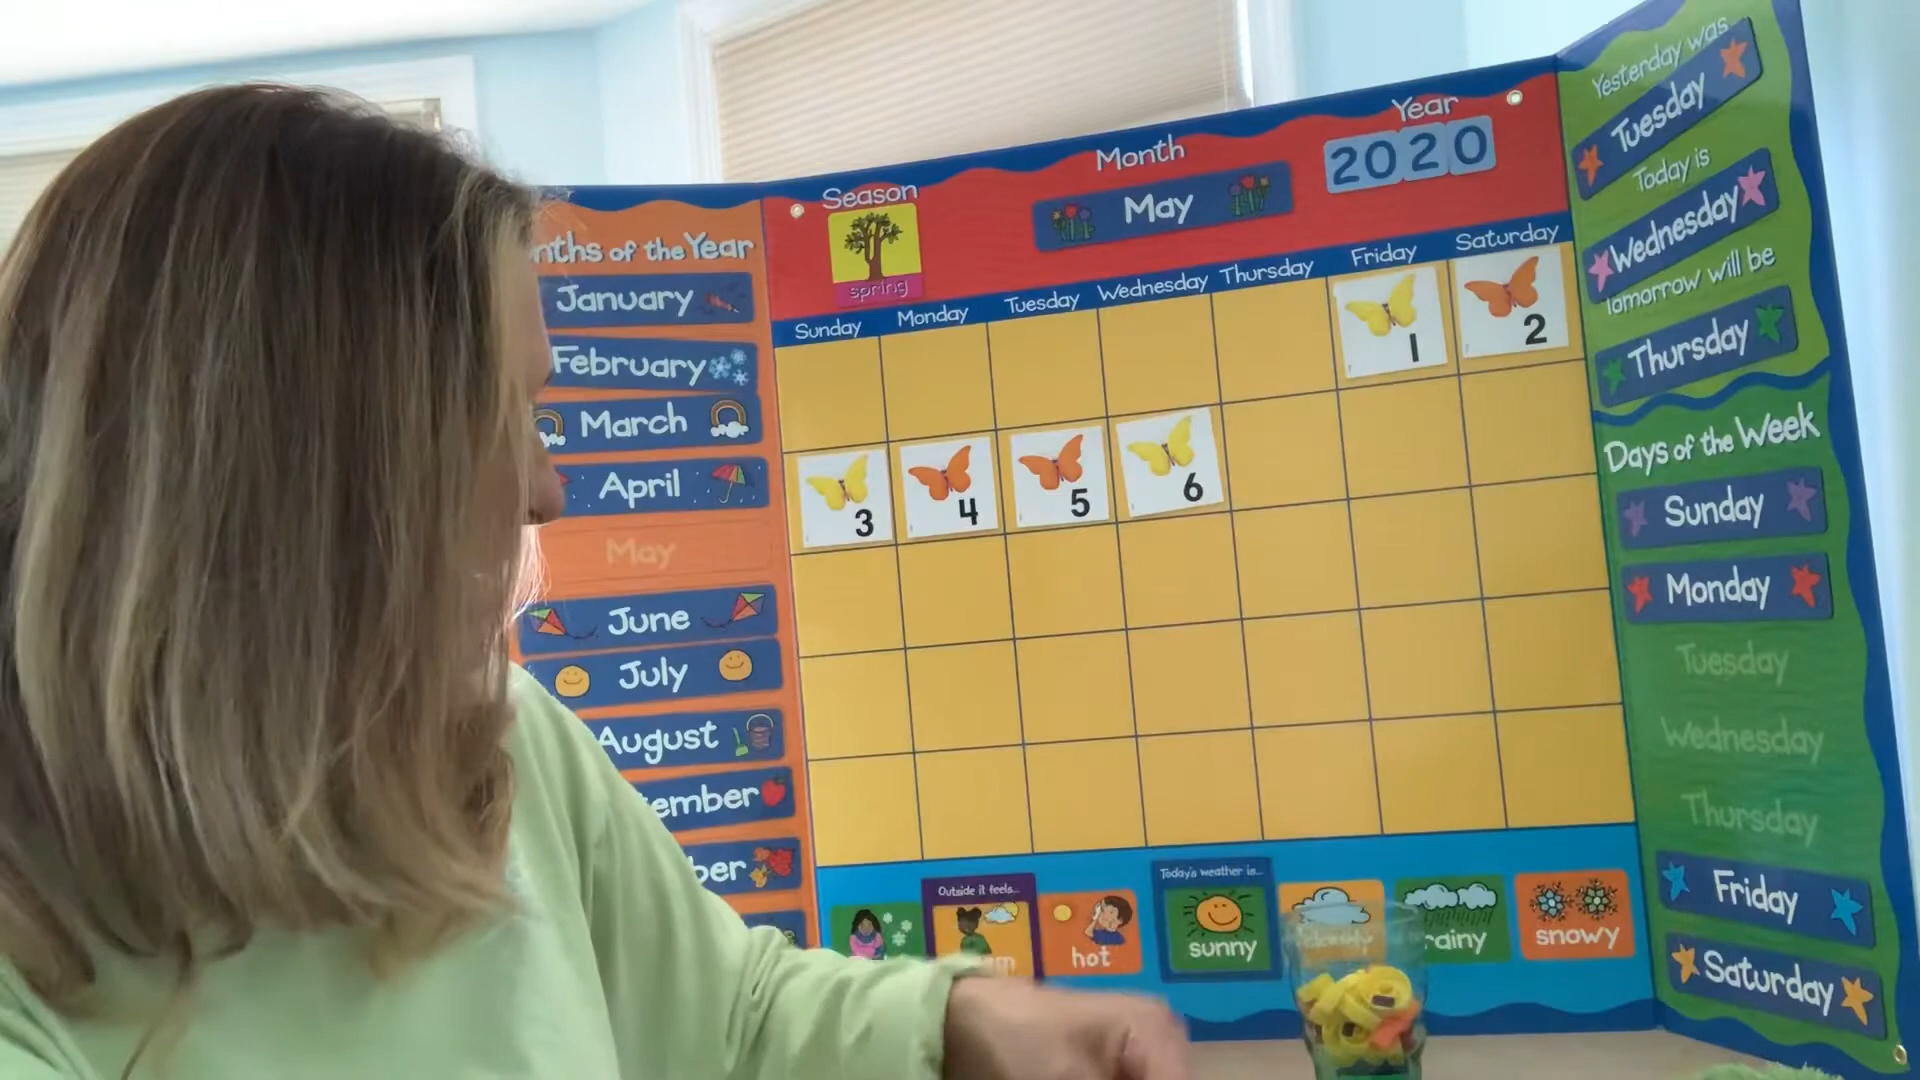 Months of the Year
January
February
March
April
May
June
July
August
Season
spring
Month
May
Year
2020
Sunday Monday Tuesday Wednesday Thursday Friday Saturday
1 2
3 4 5 6
Outside it feels...
hot
Today's weather is...
sunny
cloudy
rainy
snowy
Yesterday was
Tuesday
Today is
Wednesday
Tomorrow will be
Thursday
Days of the Week
Sunday
Monday
Tuesday
Wednesday
Thursday
Friday
Saturday